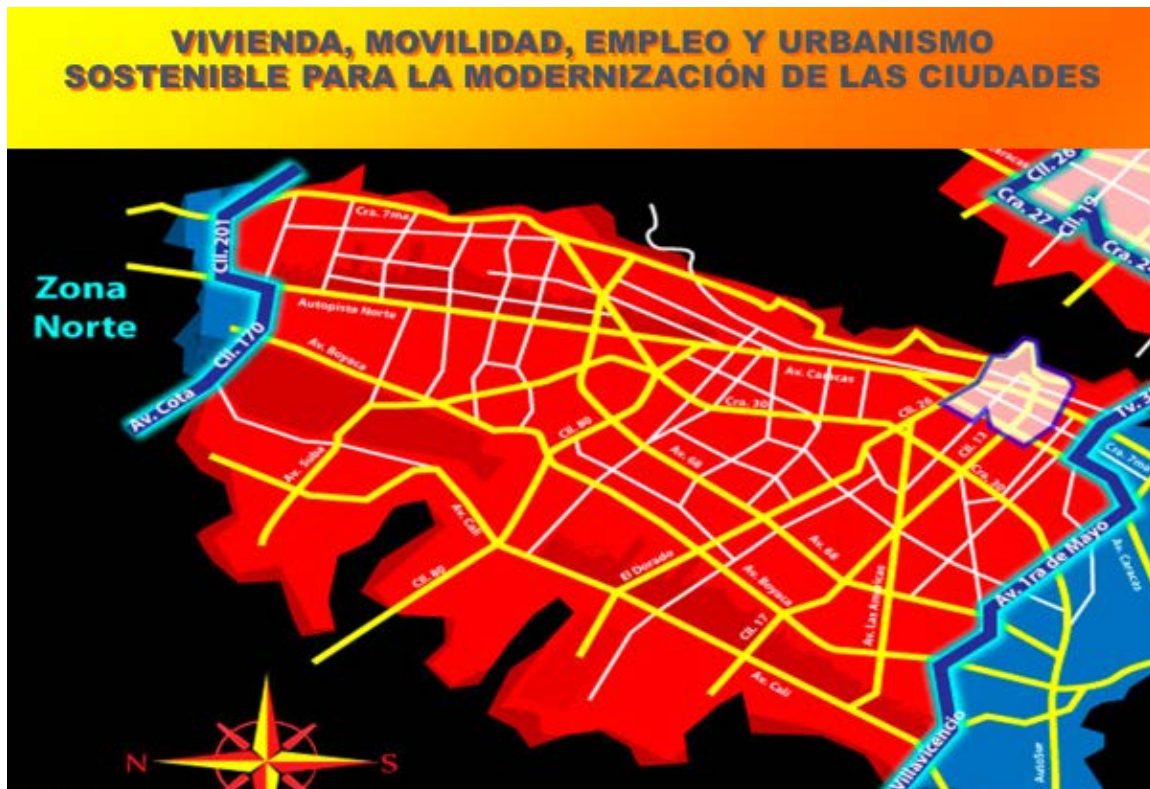 VIVIENDA, MOVILIDAD, EMPLEO Y URBANISMO
SOSTENIBLE PARA LA MODERNIZACIÓN DE LAS CIUDADES
Caracas
Cll. 26
Cra. 27
Cll. 19
Cra. 7ma
Cll. 201
Zona
Norte
Autopista Norte
Cll. 170
Av. Boyaca
Av. Cota
Av. Caracas
Cra. 30
Cll. 26
Tv. 3
Cll. 80
Cll. 13
Cra. 7ma
Av. Suba
Av. 68
Av. Cali
Av. 68
Av. 1ra de Mayo
Av. Caracas
Cll. 80
El Dorado
Av. Boyaca
Av. Las Americas
Cll. 17
Av. Cali
Villavicencio
AutoSur
N
S